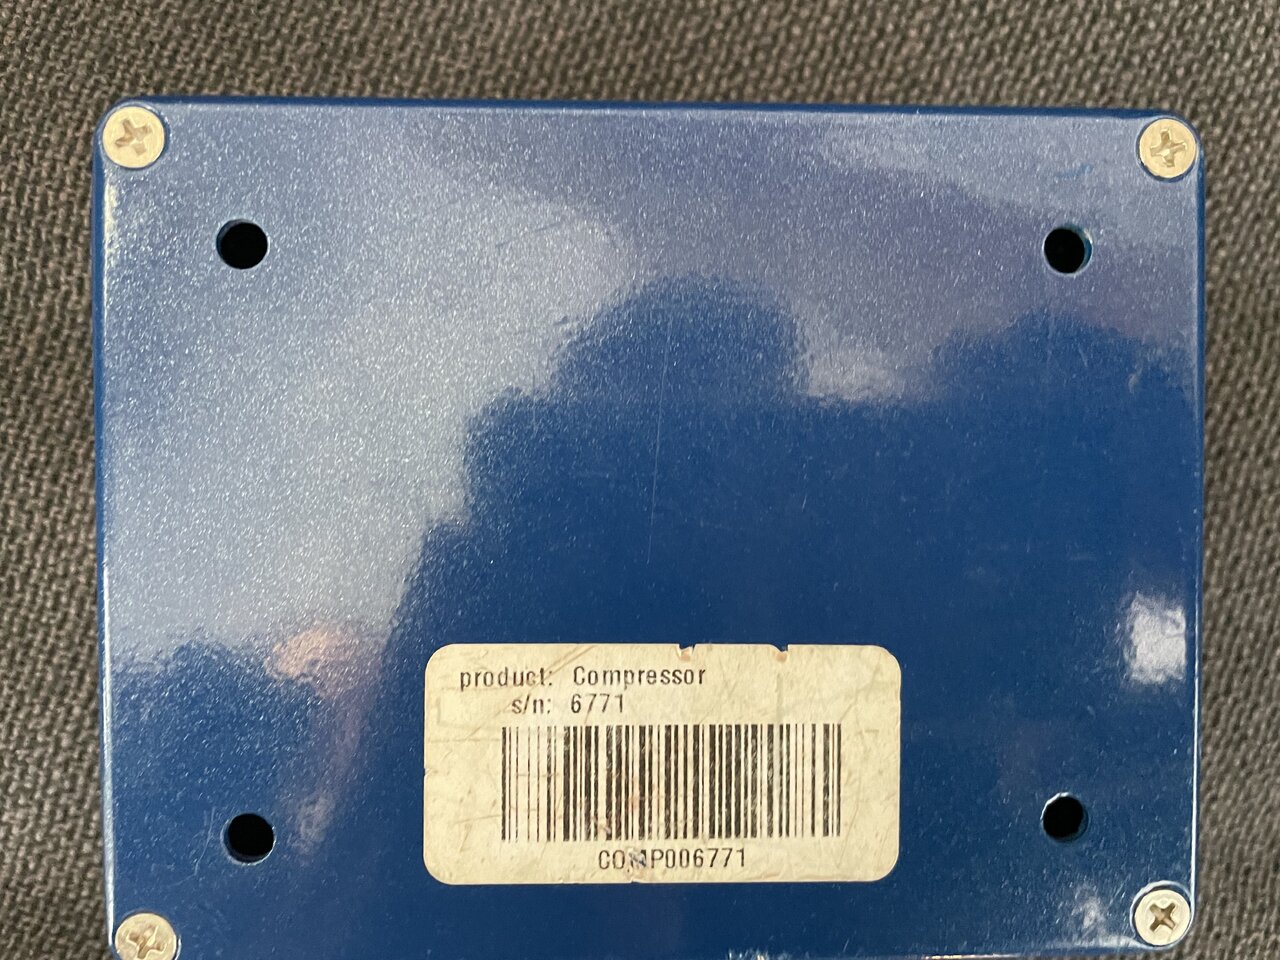 product: Compressor
s/n: 6771
COMP006771